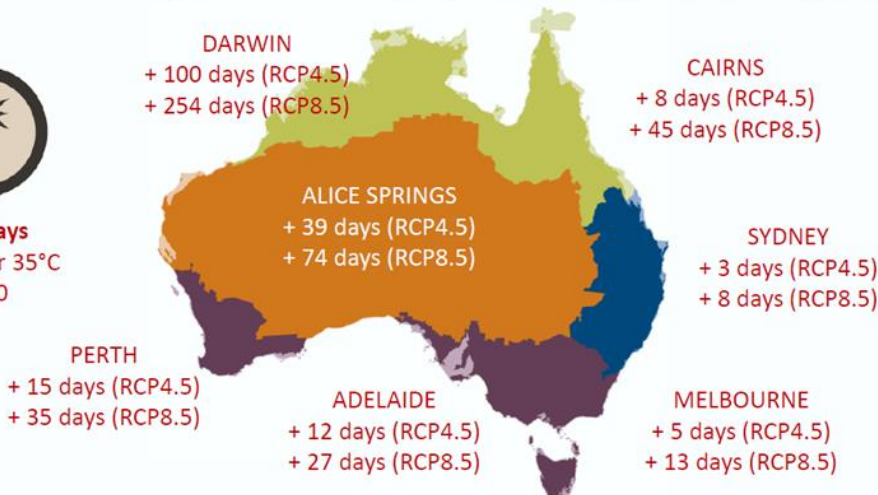 DARWIN
+ 100 days (RCP4.5)
+ 254 days (RCP8.5)
CAIRNS
+ 8 days (RCP4.5)
+ 45 days (RCP8.5)
ALICE SPRINGS
+ 39 days (RCP4.5)
+ 74 days (RCP8.5)
SYDNEY
+ 3 days (RCP4.5)
+ 8 days (RCP8.5)
ays
r 35°C
0
PERTH
+ 15 days (RCP4.5)
+ 35 days (RCP8.5)
ADELAIDE
+ 12 days (RCP4.5)
+ 27 days (RCP8.5)
MELBOURNE
+ 5 days (RCP4.5)
+ 13 days (RCP8.5)